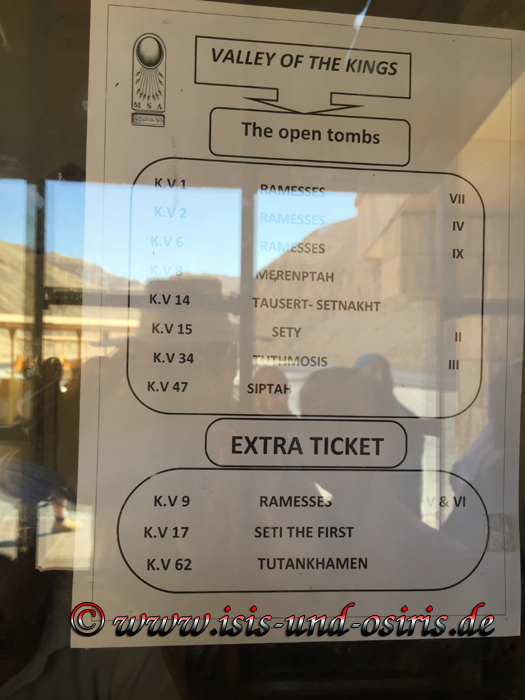 MSA
VALLEY OF THE KINGS
The open tombs
K.V 1 RAMESSES VII
K.V 2 RAMESSES IV
K.V 6 RAMESSES IX
K.V 8 MERENPTAH
K.V 14 TAUSERT- SETNAKHT
K.V 15 SETY II
K.V 34 TUTHMOSIS III
K.V 47 SIPTAH
EXTRA TICKET
K.V 9 RAMESSES V & VI
K.V 17 SETI THE FIRST
K.V 62 TUTANKHAMEN
© www.isis-und-osiris.de